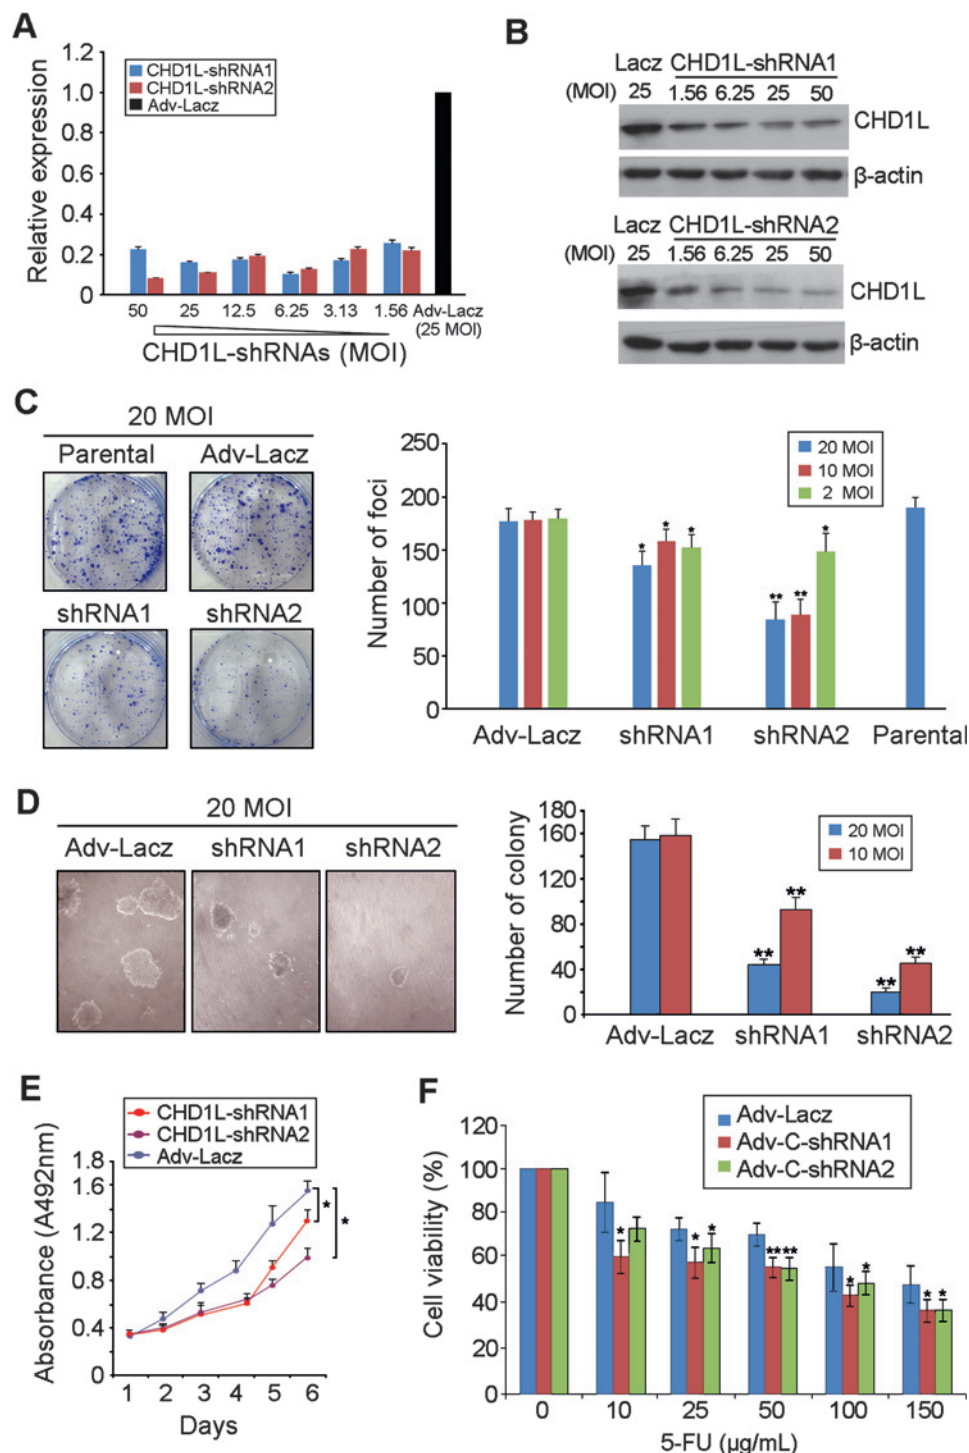 A
1.2
1.0
0.8
0.6
0.4
0.2
0
Relative expression
CHD1L-shRNA1
CHD1L-shRNA2
Adv-Lacz
50 25 12.5 6.25 3.13 1.56 Adv-Lacz
(25 MOI)
CHD1L-shRNAs (MOI)
B
Lacz CHD1L-shRNA1
(MOI) 25 1.56 6.25 25 50
CHD1L
β-actin
Lacz CHD1L-shRNA2
(MOI) 25 1.56 6.25 25 50
CHD1L
β-actin
C
20 MOI
Parental Adv-Lacz
shRNA1 shRNA2
250
200
150
100
50
0
Number of foci
20 MOI
10 MOI
2 MOI
* * * ** ** *
Adv-Lacz shRNA1 shRNA2 Parental
D
20 MOI
Adv-Lacz shRNA1 shRNA2
180
160
120
80
40
0
Number of colony
20 MOI
10 MOI
** ** ** **
Adv-Lacz shRNA1 shRNA2
E
CHD1L-shRNA1
CHD1L-shRNA2
Adv-Lacz
1.8
1.6
1.2
0.8
0.4
0
Absorbance (A492nm)
* *
1 2 3 4 5 6
Days
F
Adv-Lacz
Adv-C-shRNA1
Adv-C-shRNA2
120
100
80
60
40
20
0
Cell viability (%)
* * * ** ** * * * *
0 10 25 50 100 150
5-FU (μg/mL)